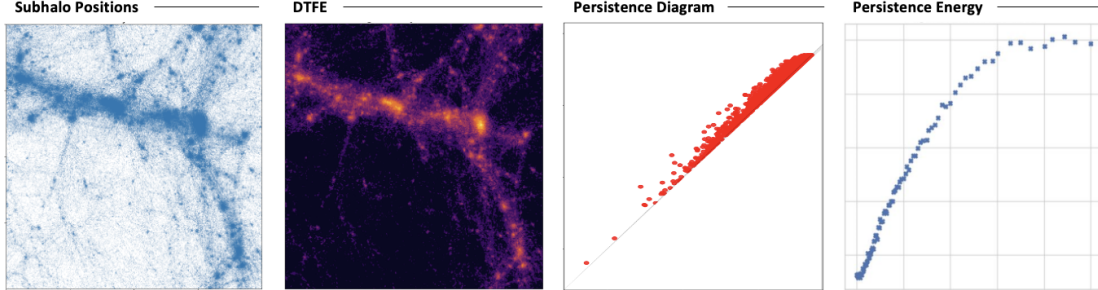 Subhalo Positions
DTFE
Persistence Diagram
Persistence Energy